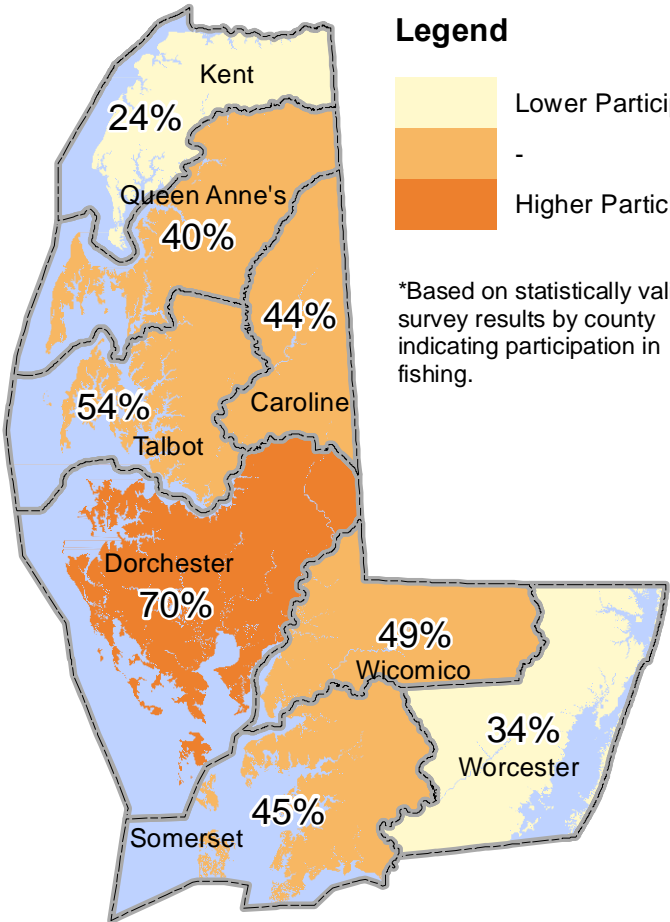 Legend
Lower Partici
-
Higher Partic
*Based on statistically val
survey results by county
indicating participation in
fishing.
Kent
24%
Queen Anne's
40%
44%
Caroline
54%
Talbot
Dorchester
70%
49%
Wicomico
34%
Worcester
45%
Somerset